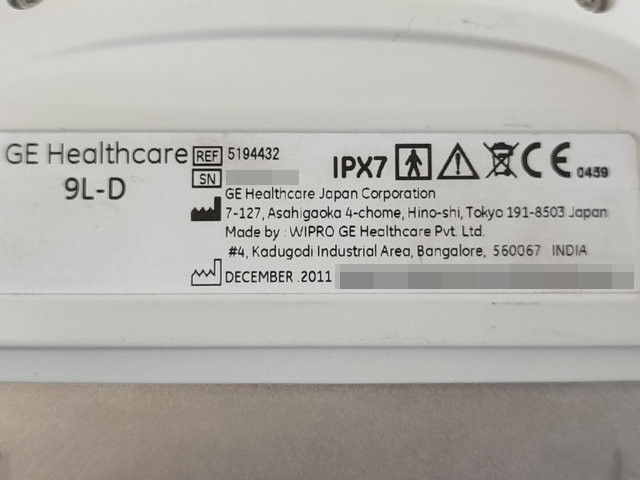 GE Healthcare
9L-D
REF 5194432
SN
IPX7
CE 0459
GE Healthcare Japan Corporation
7-127, Asahigaoka 4-chome, Hino-shi, Tokyo 191-8503 Japan
Made by : WIPRO GE Healthcare Pvt. Ltd.
#4, Kadugodi Industrial Area, Bangalore, 560067 INDIA
DECEMBER 2011